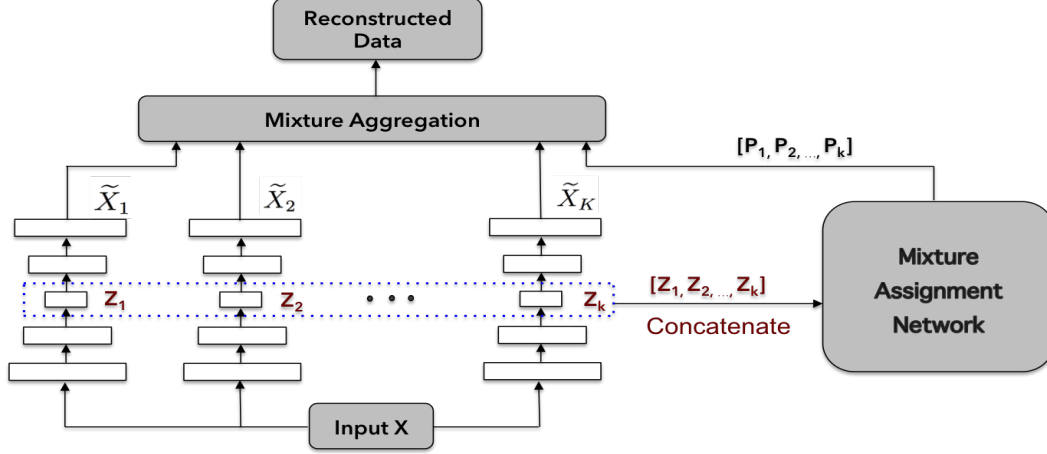 Reconstructed
Data
Mixture Aggregation
[P₁, P₂, ..., Pₖ]
X̃₁
X̃₂
X̃_K
Mixture
Assignment
Network
Z₁
Z₂
• • •
Zₖ
[Z₁, Z₂, ..., Zₖ]
Concatenate
Input X